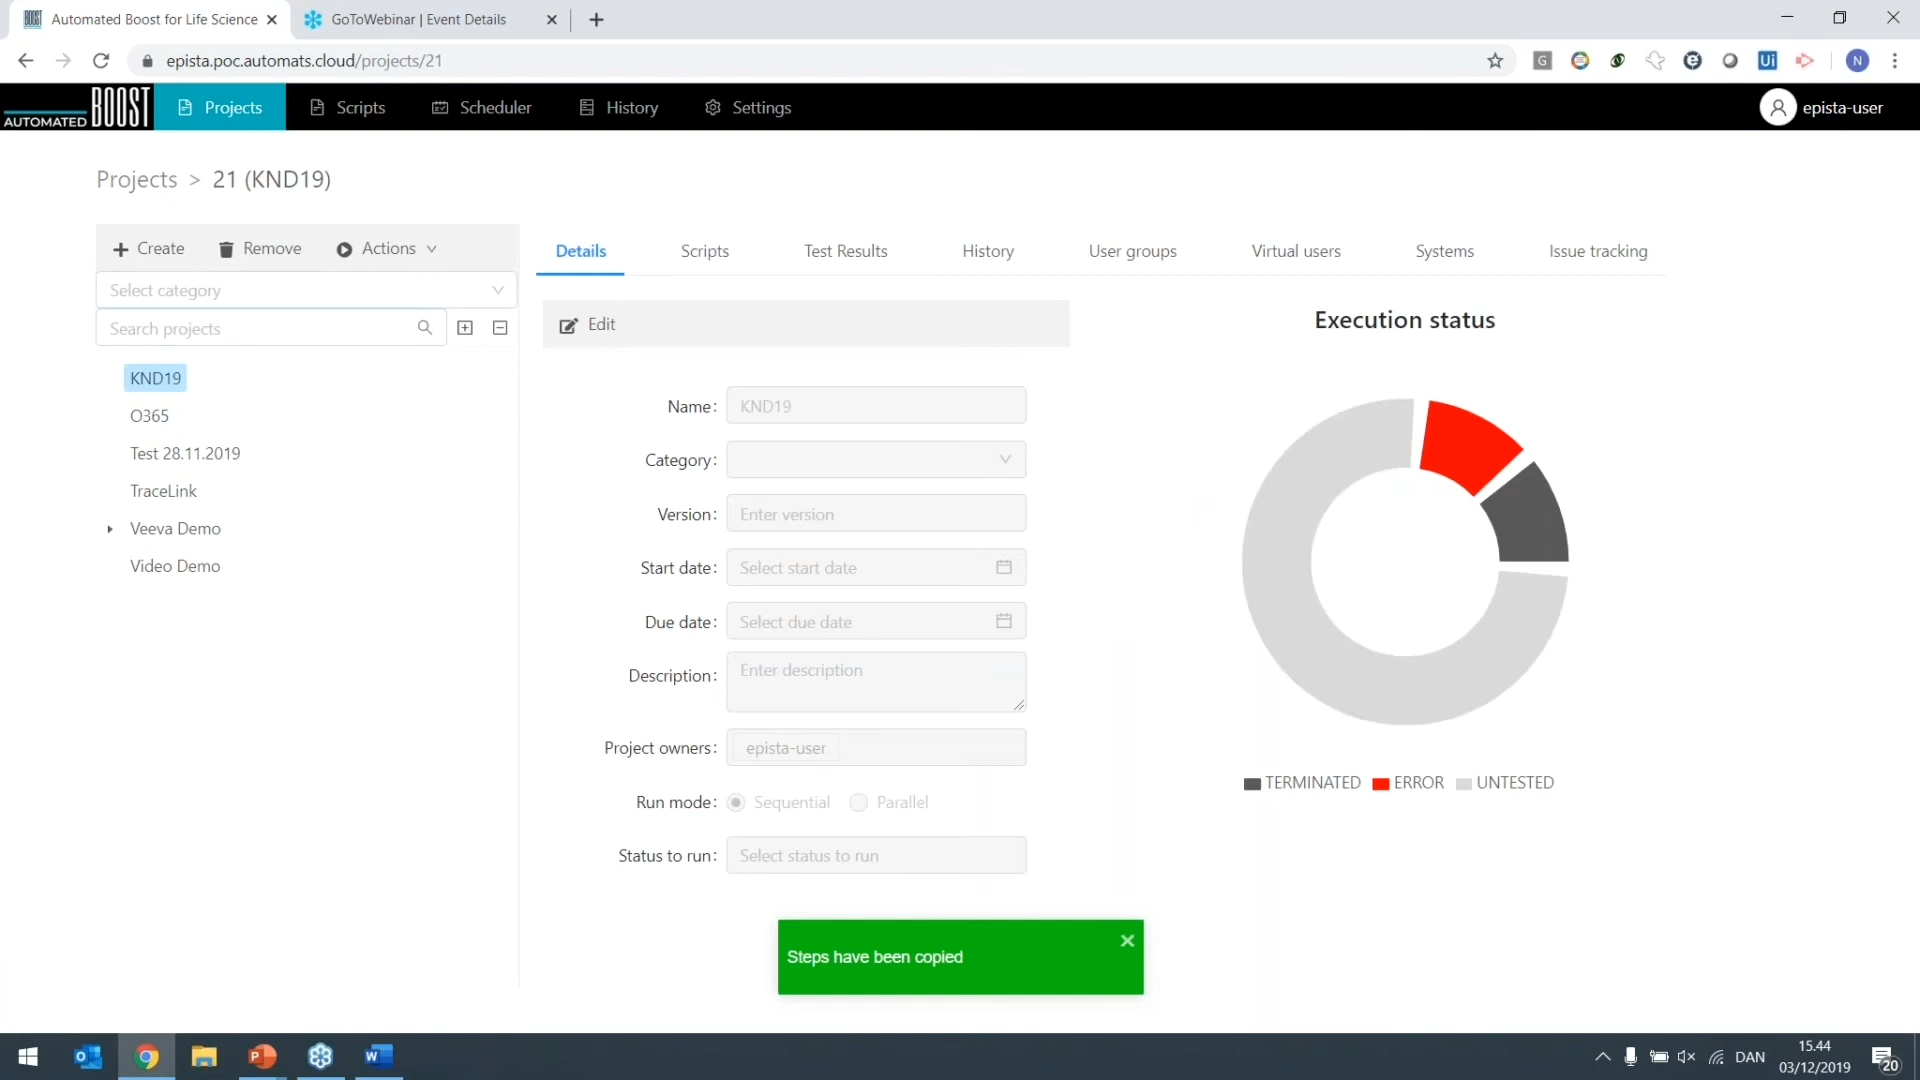 Automated Boost for Life Science
GoToWebinar | Event Details
epista.poc.automats.cloud/projects/21
G
Ui
N
AUTOMATED BOOST
Projects
Scripts
Scheduler
History
Settings
epista-user
Projects > 21 (KND19)
Create
Remove
Actions
Details
Scripts
Test Results
History
User groups
Virtual users
Systems
Issue tracking
Select category
Search projects
KND19
O365
Test 28.11.2019
TraceLink
Veeva Demo
Video Demo
Edit
Name: KND19
Category:
Version: Enter version
Start date: Select start date
Due date: Select due date
Description: Enter description
Project owners: epista-user
Run mode: Sequential Parallel
Status to run: Select status to run
Execution status
TERMINATED ERROR UNTESTED
Steps have been copied
DAN
15.44
03/12/2019
20